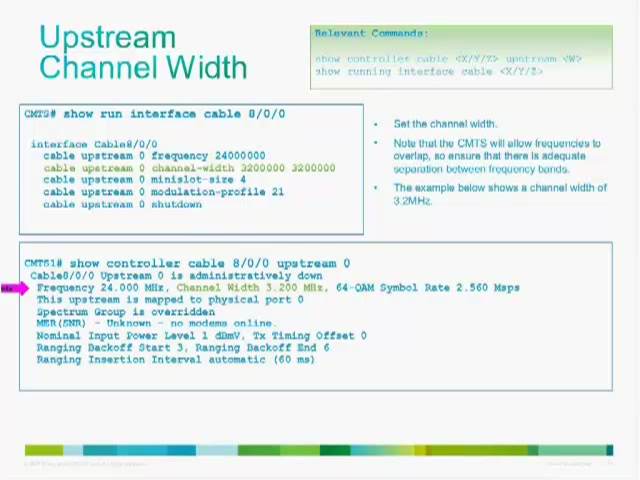 Upstream
Channel Width
Relevant Commands:
show controller cable <X/Y/Z> upstream <W>
show running interface cable <X/Y/Z>
CMTS# show run interface cable 8/0/0
interface Cable8/0/0
cable upstream 0 frequency 24000000
cable upstream 0 channel-width 3200000 3200000
cable upstream 0 minislot-size 4
cable upstream 0 modulation-profile 21
cable upstream 0 shutdown
• Set the channel width.
• Note that the CMTS will allow frequencies to
overlap, so ensure that there is adequate
separation between frequency bands.
• The example below shows a channel width of
3.2MHz.
CMTS1# show controller cable 8/0/0 upstream 0
Cable8/0/0 Upstream 0 is administratively down
Frequency 24.000 MHz, Channel Width 3.200 MHz, 64-QAM Symbol Rate 2.560 Msps
This upstream is mapped to physical port 0
Spectrum Group is overridden
MER(SNR) - Unknown - no modems online.
Nominal Input Power Level 1 dBmV, Tx Timing Offset 0
Ranging Backoff Start 3, Ranging Backoff End 6
Ranging Insertion Interval automatic (60 ms)